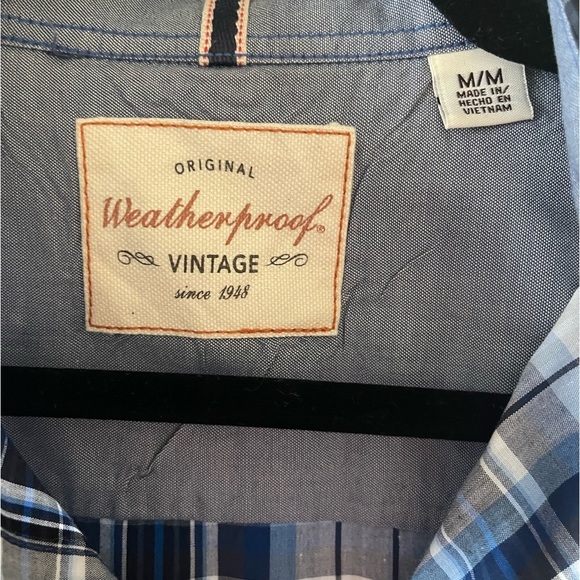 M/M
MADE IN/
HECHO EN
VIETNAM
ORIGINAL
Weatherproof®
VINTAGE
since 1948